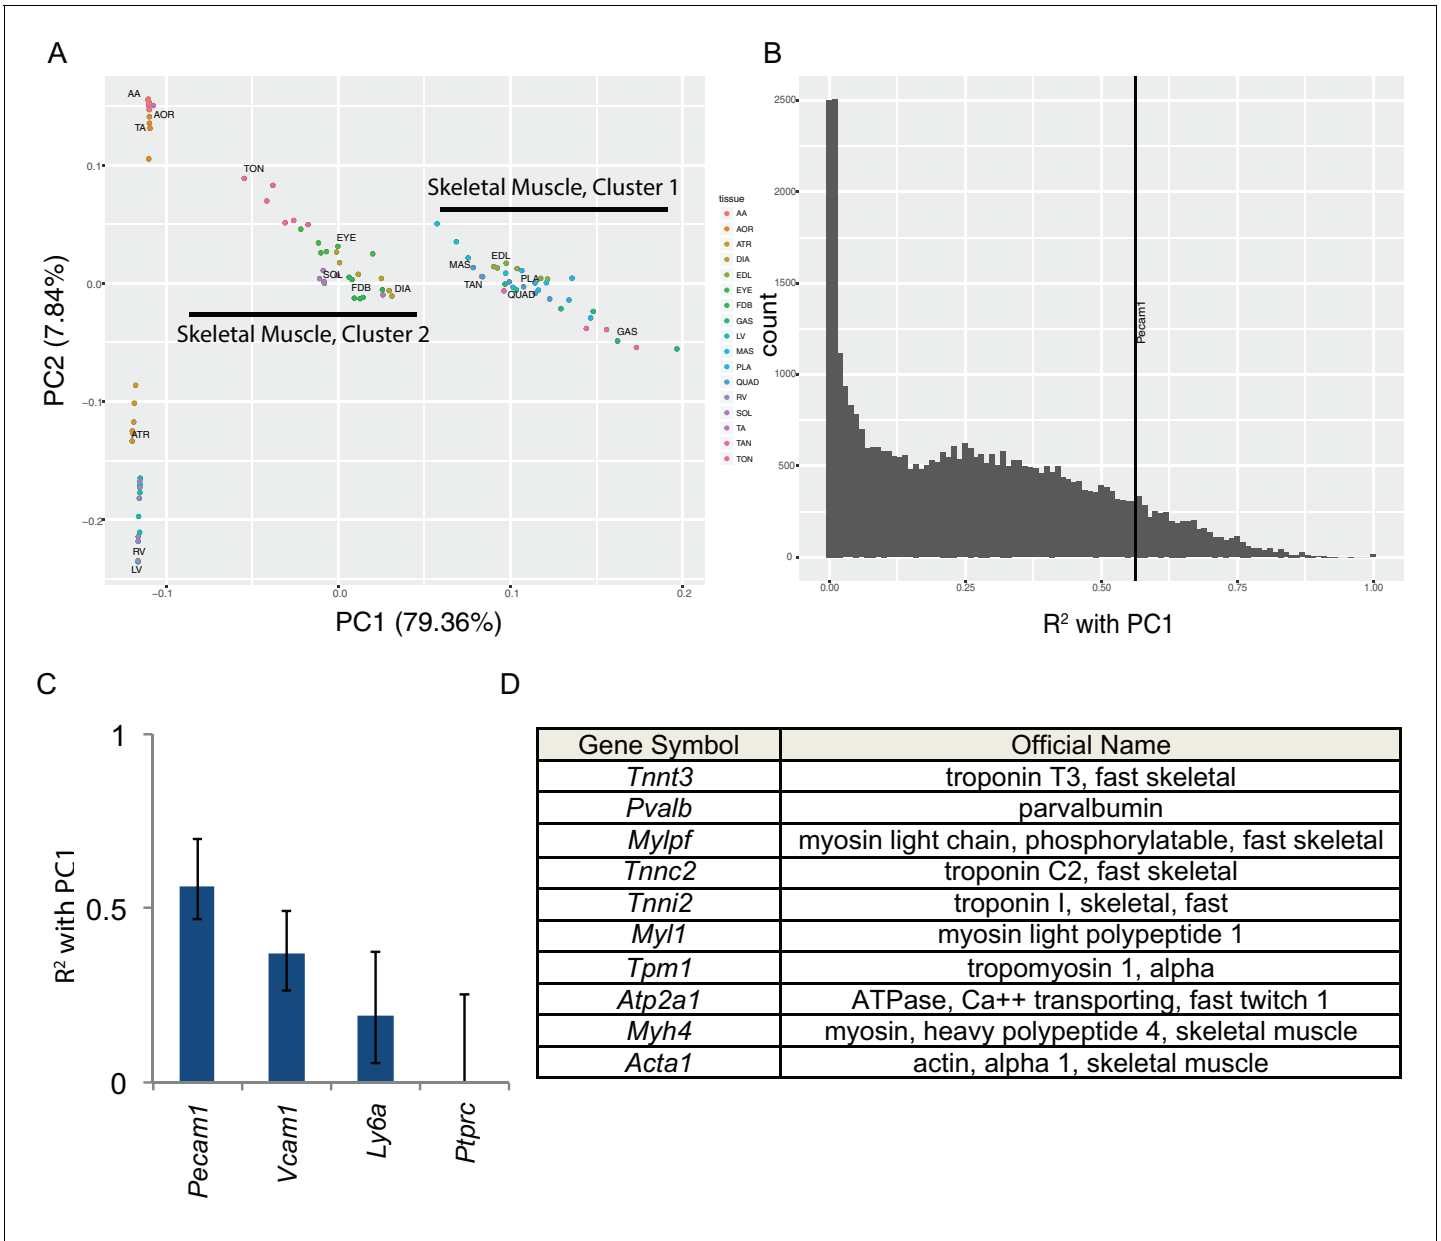 A
AA
AOR
TA
TON
Skeletal Muscle, Cluster 1
EYE
SOL
FDB
DIA
MAS
EDL
TAN
PLA
QUAD
GAS
Skeletal Muscle, Cluster 2
ATR
RV
LV
0.1
0.0
−0.1
−0.2
PC2 (7.84%)
−0.1
0.0
0.1
0.2
PC1 (79.36%)
tissue
AA
AOR
ATR
DIA
EDL
EYE
FDB
GAS
LV
MAS
PLA
QUAD
RV
SOL
TA
TAN
TON
B
2500
2000
1500
1000
500
0
count
Pecam1
0.00
0.25
0.50
0.75
1.00
R² with PC1
C
1
0.5
0
R² with PC1
Pecam1
Vcam1
Ly6a
Ptprc
D
Gene Symbol Official Name
Tnnt3 troponin T3, fast skeletal
Pvalb parvalbumin
Mylpf myosin light chain, phosphorylatable, fast skeletal
Tnnc2 troponin C2, fast skeletal
Tnni2 troponin I, skeletal, fast
Myl1 myosin light polypeptide 1
Tpm1 tropomyosin 1, alpha
Atp2a1 ATPase, Ca++ transporting, fast twitch 1
Myh4 myosin, heavy polypeptide 4, skeletal muscle
Acta1 actin, alpha 1, skeletal muscle